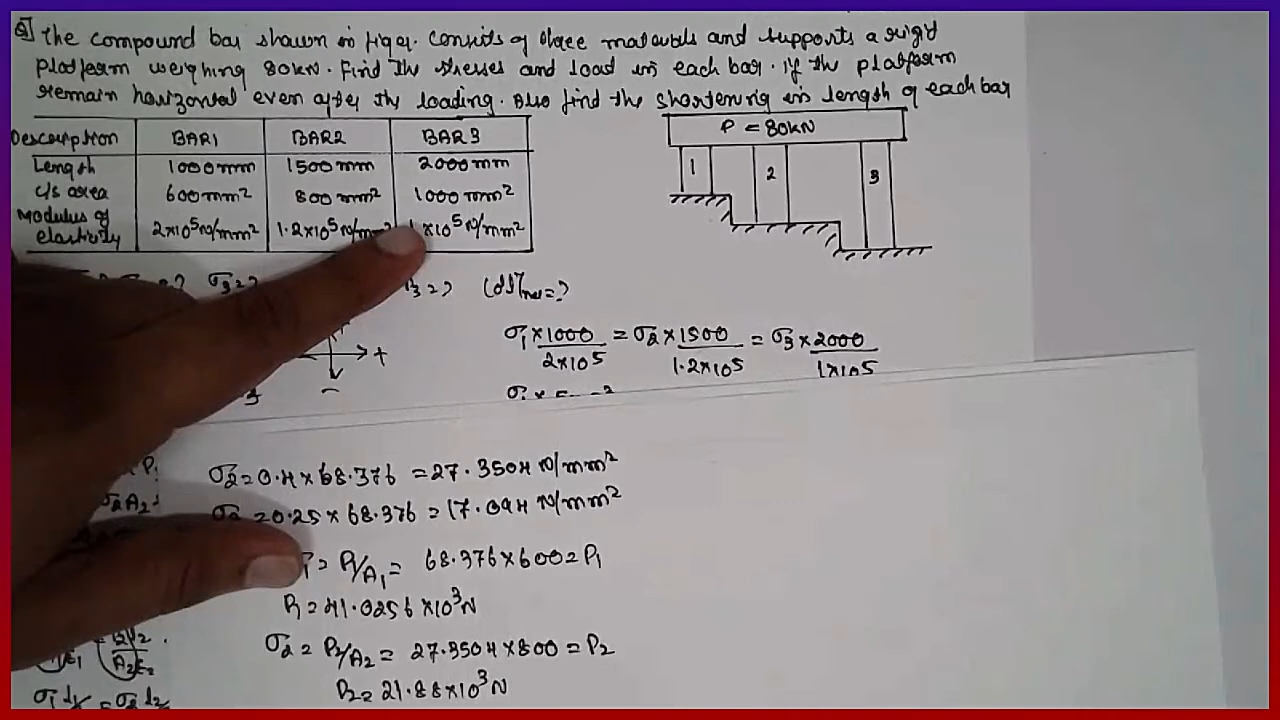 Q] The compound bar shown in figer. Consits of three materials and supports a rigid
platform weighing 80kN. Find the stresses and load in each bar. if the platform
remain horizontal even after the loading. Also find the shortening in length of each bar
Description BAR1 BAR2 BAR3
Length 1000mm 1500mm 2000mm
c/s area 600mm² 800mm² 1000mm²
Modulus of
elasticity 2×10⁵N/mm² 1.2×10⁵N/mm² 1×10⁵N/mm²
P = 80kN
1 2 3
σ3=? (dl)
σ1×1000/2×10⁵ = σ2×1500/1.2×10⁵ = σ3×2000/1×10⁵
+
−
σ2=0.4×68.376 =27.3504 N/mm²
=0.25×68.376=17.094 N/mm²
= P/A1= 68.376×600=P1
P1=41.0256×10³N
σ2= P2/A2= 27.3504×800=P2
P2=21.88×10³N
σ2A2
A2E2